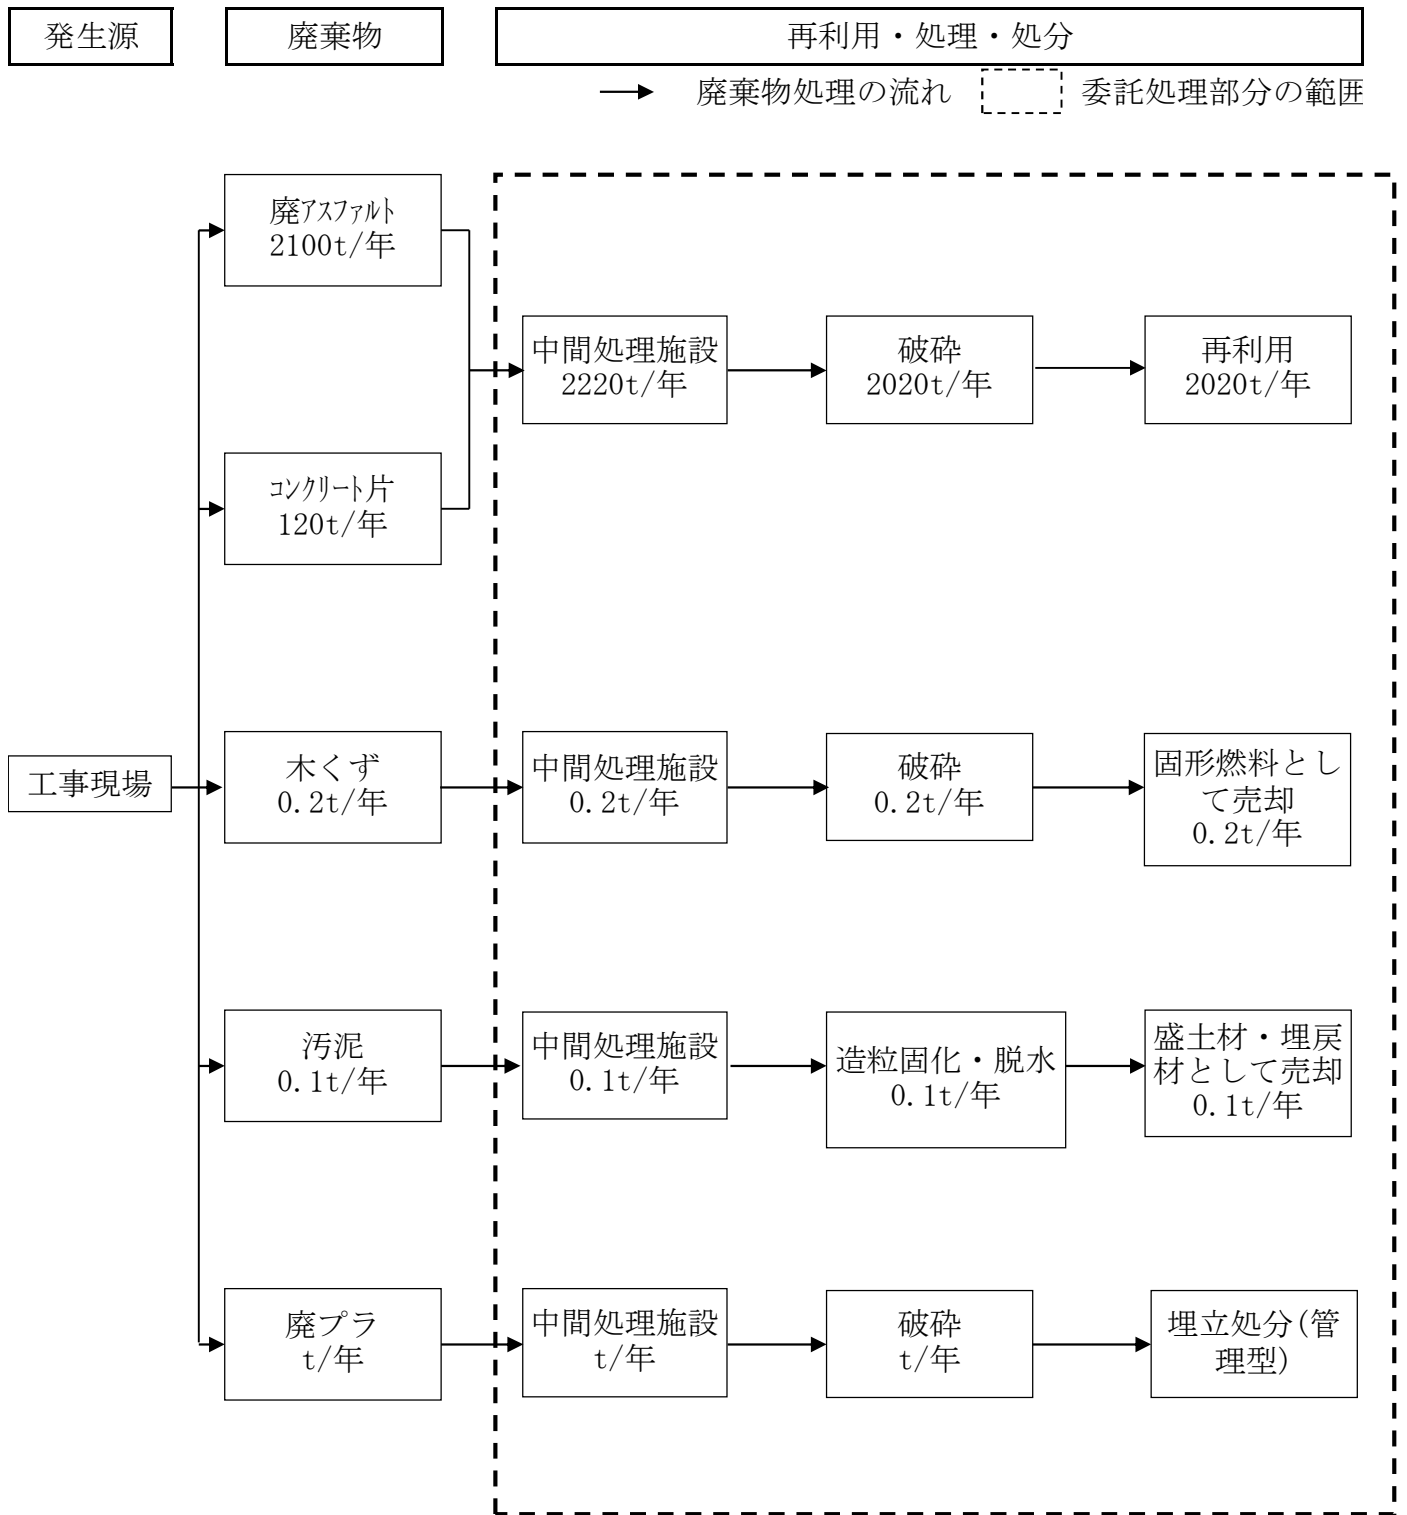 発生源
廃棄物
再利用・処理・処分
廃棄物処理の流れ
委託処理部分の範囲
廃ｱｽﾌｧﾙﾄ
2100t/年
中間処理施設
2220t/年
破砕
2020t/年
再利用
2020t/年
ｺﾝｸﾘｰﾄ片
120t/年
工事現場
木くず
0.2t/年
中間処理施設
0.2t/年
破砕
0.2t/年
固形燃料とし
て売却
0.2t/年
汚泥
0.1t/年
中間処理施設
0.1t/年
造粒固化・脱水
0.1t/年
盛土材・埋戻
材として売却
0.1t/年
廃プラ
t/年
中間処理施設
t/年
破砕
t/年
埋立処分(管
理型)